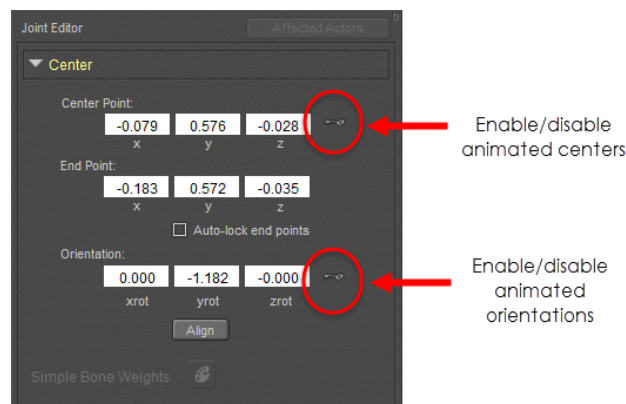 Joint Editor
Affected Actors
Center
Center Point:
-0.079 0.576 -0.028
x y z
End Point:
-0.183 0.572 -0.035
x y z
Auto-lock end points
Orientation:
0.000 -1.182 -0.000
xrot yrot zrot
Align
Simple Bone Weights
Enable/disable
animated centers
Enable/disable
animated
orientations